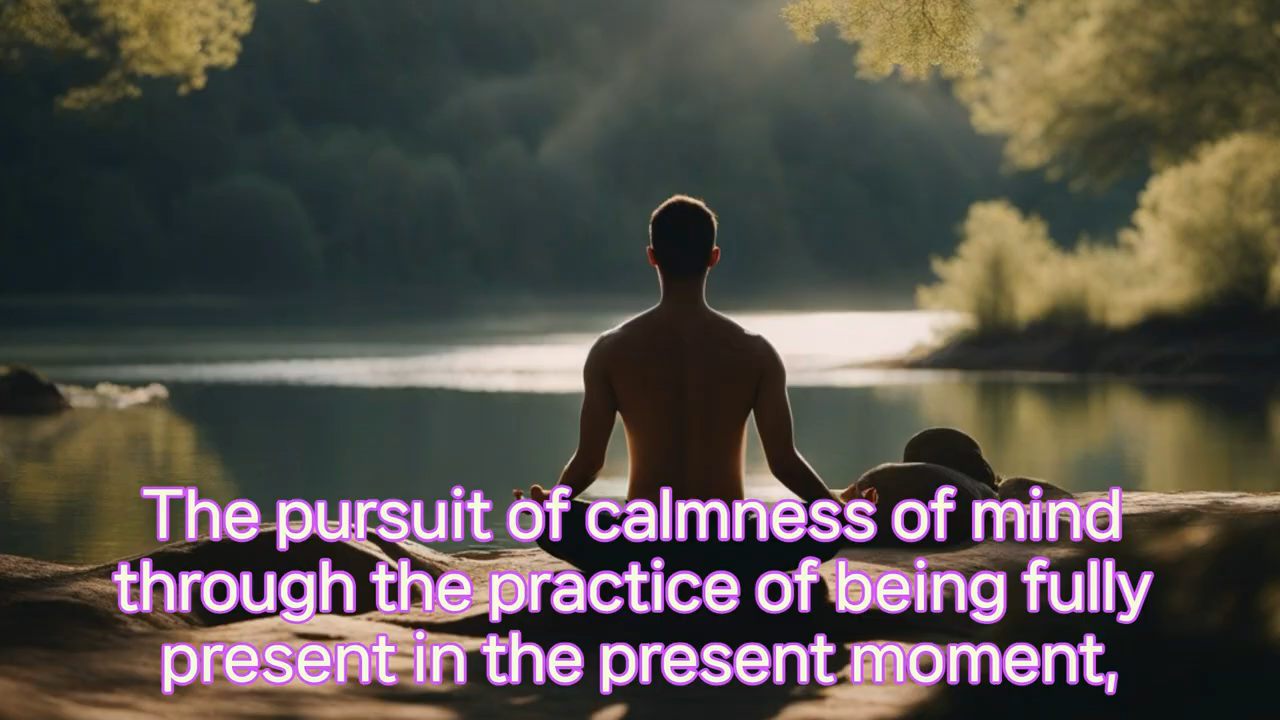 The pursuit of calmness of mind
through the practice of being fully
present in the present moment,